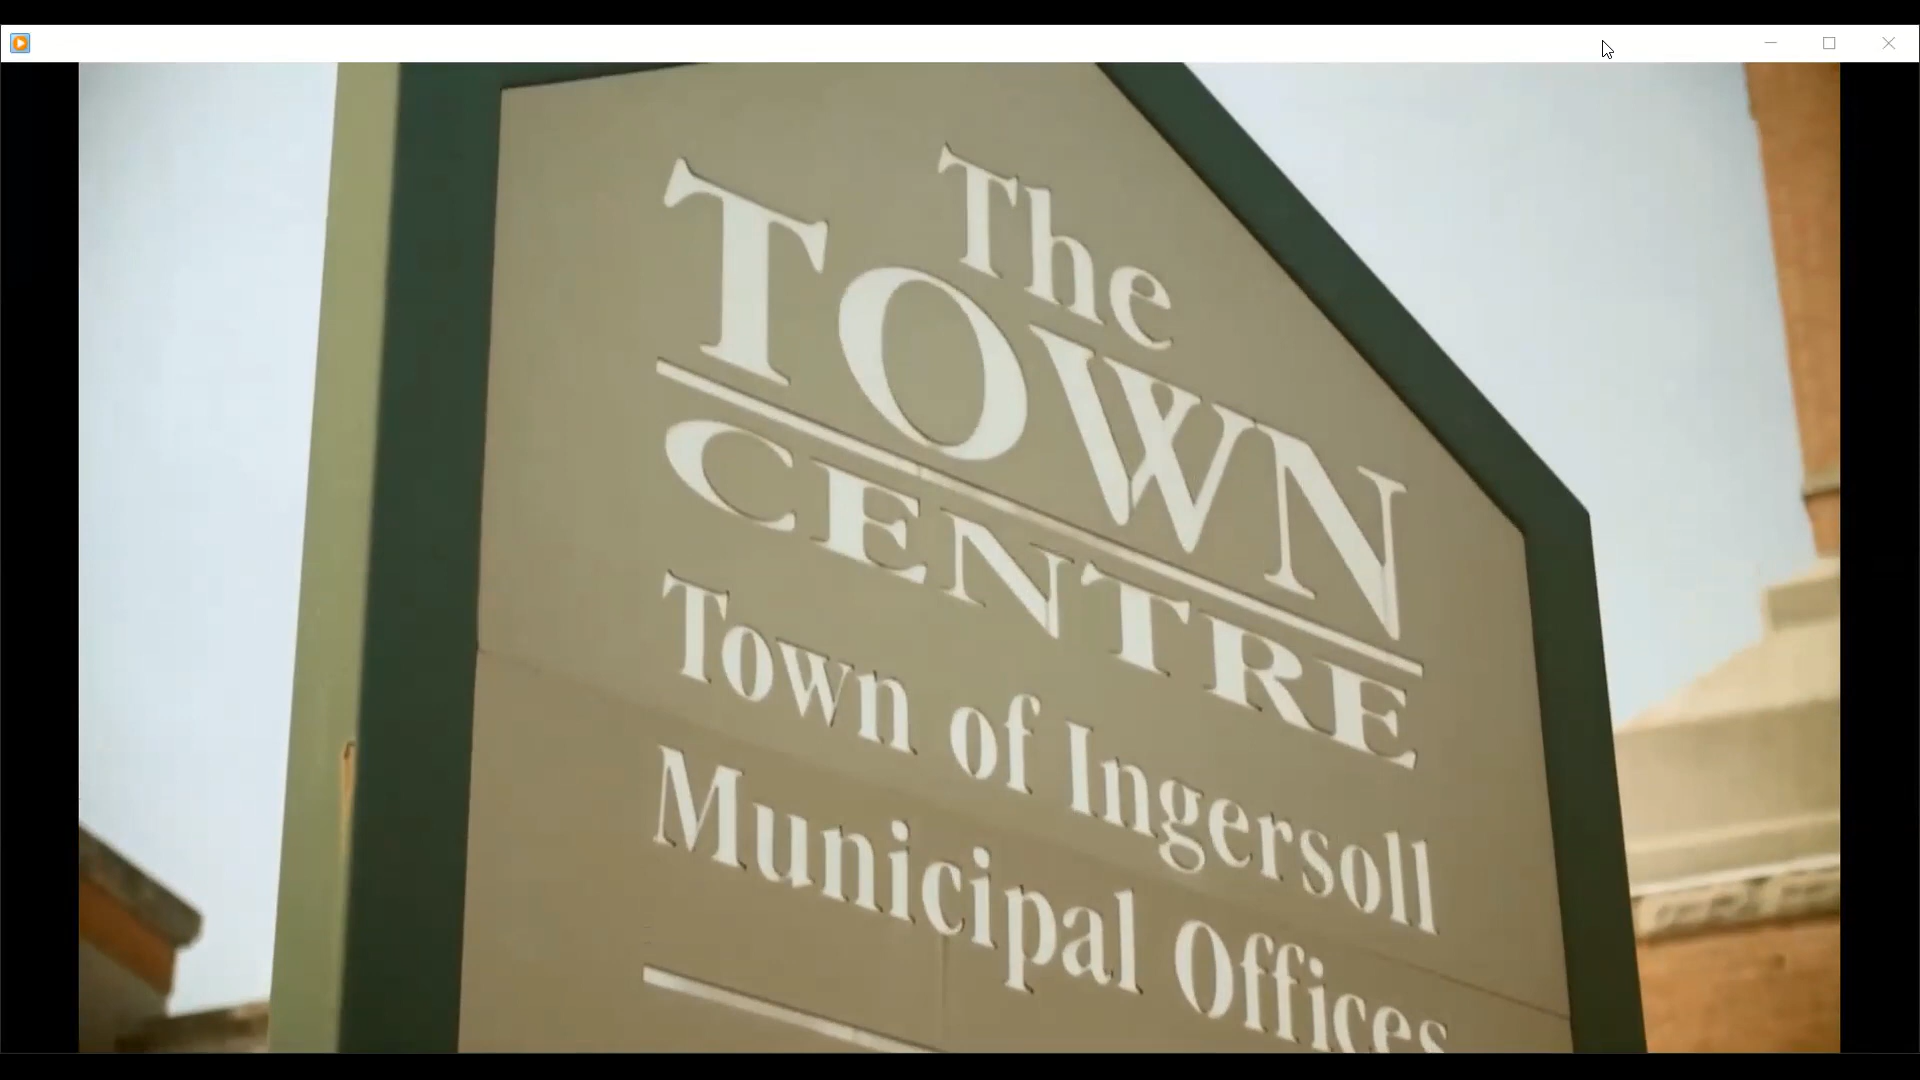 The
TOWN
CENTRE
Town of Ingersoll
Municipal Offices